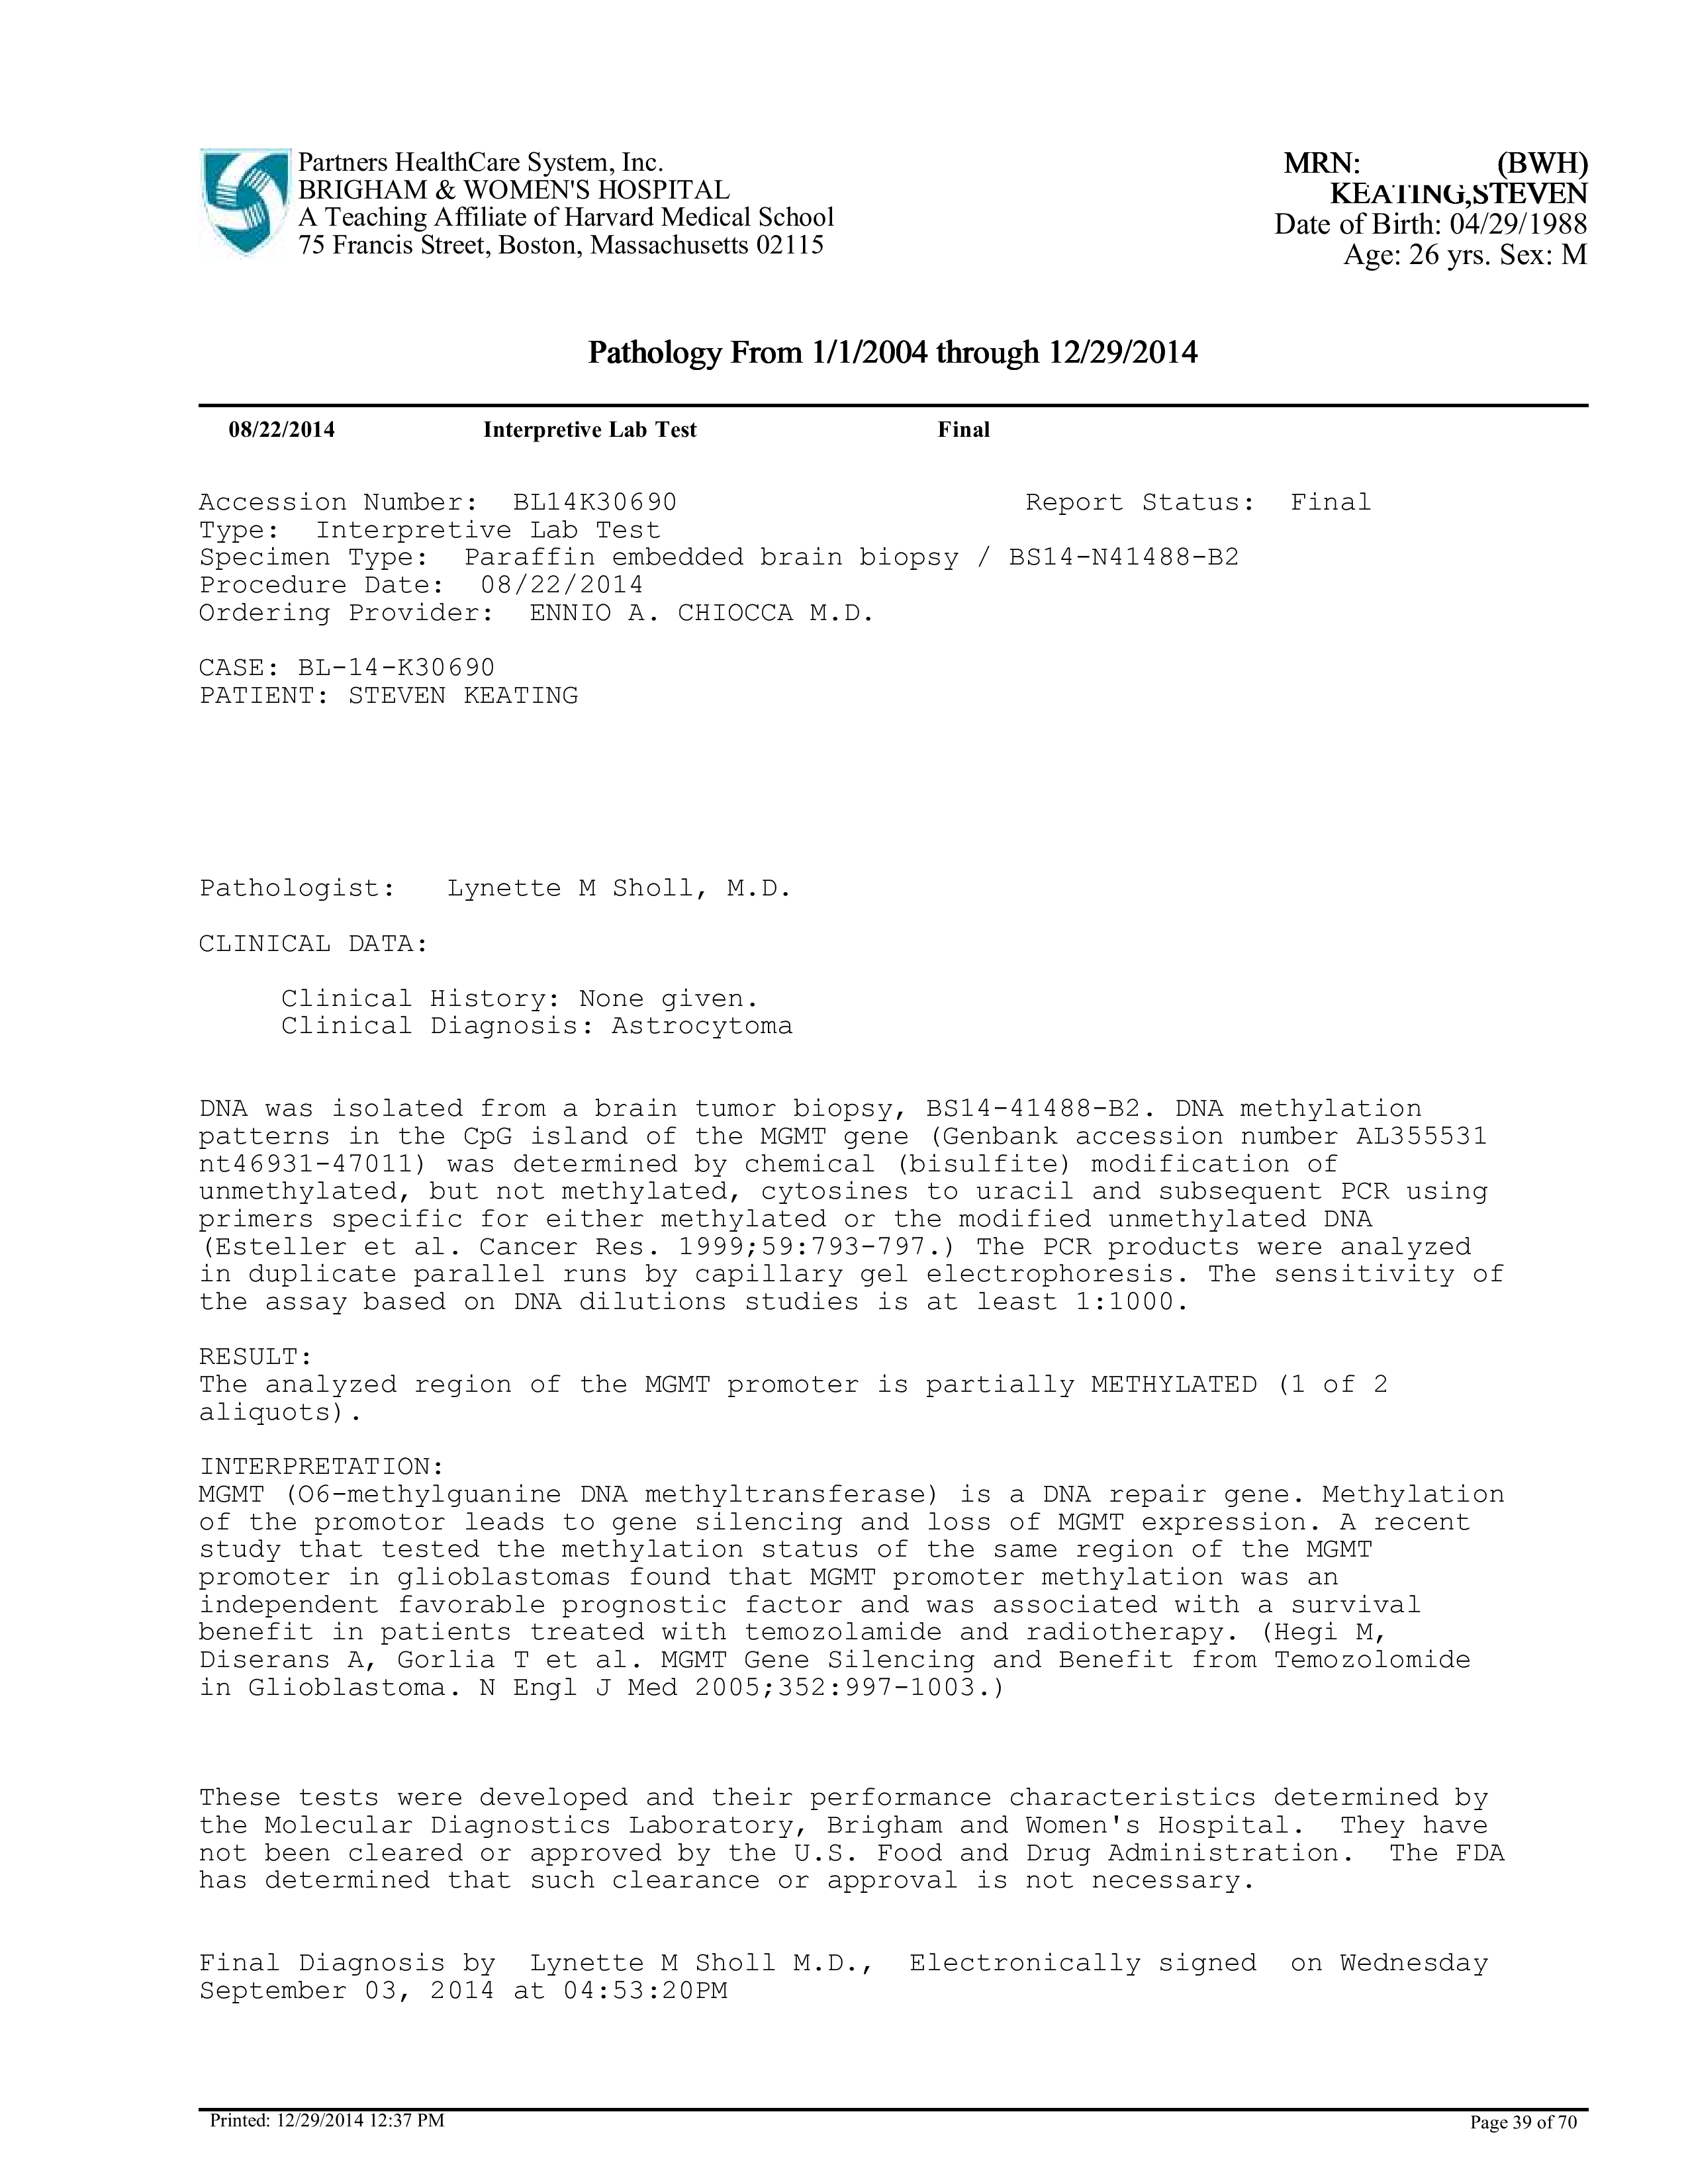 Partners HealthCare System, Inc.
BRIGHAM & WOMEN'S HOSPITAL
A Teaching Affiliate of Harvard Medical School
75 Francis Street, Boston, Massachusetts 02115
MRN: (BWH)
KEATING,STEVEN
Date of Birth: 04/29/1988
Age: 26 yrs. Sex: M
Pathology From 1/1/2004 through 12/29/2014
08/22/2014 Interpretive Lab Test Final
Accession Number: BL14K30690 Report Status: Final
Type: Interpretive Lab Test
Specimen Type: Paraffin embedded brain biopsy / BS14-N41488-B2
Procedure Date: 08/22/2014
Ordering Provider: ENNIO A. CHIOCCA M.D.
CASE: BL-14-K30690
PATIENT: STEVEN KEATING
Pathologist: Lynette M Sholl, M.D.
CLINICAL DATA:
Clinical History: None given.
Clinical Diagnosis: Astrocytoma
DNA was isolated from a brain tumor biopsy, BS14-41488-B2. DNA methylation
patterns in the CpG island of the MGMT gene (Genbank accession number AL355531
nt46931-47011) was determined by chemical (bisulfite) modification of
unmethylated, but not methylated, cytosines to uracil and subsequent PCR using
primers specific for either methylated or the modified unmethylated DNA
(Esteller et al. Cancer Res. 1999;59:793-797.) The PCR products were analyzed
in duplicate parallel runs by capillary gel electrophoresis. The sensitivity of
the assay based on DNA dilutions studies is at least 1:1000.
RESULT:
The analyzed region of the MGMT promoter is partially METHYLATED (1 of 2
aliquots).
INTERPRETATION:
MGMT (O6-methylguanine DNA methyltransferase) is a DNA repair gene. Methylation
of the promotor leads to gene silencing and loss of MGMT expression. A recent
study that tested the methylation status of the same region of the MGMT
promoter in glioblastomas found that MGMT promoter methylation was an
independent favorable prognostic factor and was associated with a survival
benefit in patients treated with temozolamide and radiotherapy. (Hegi M,
Diserans A, Gorlia T et al. MGMT Gene Silencing and Benefit from Temozolomide
in Glioblastoma. N Engl J Med 2005;352:997-1003.)
These tests were developed and their performance characteristics determined by
the Molecular Diagnostics Laboratory, Brigham and Women's Hospital. They have
not been cleared or approved by the U.S. Food and Drug Administration. The FDA
has determined that such clearance or approval is not necessary.
Final Diagnosis by Lynette M Sholl M.D., Electronically signed on Wednesday
September 03, 2014 at 04:53:20PM
Printed: 12/29/2014 12:37 PM
Page 39 of 70